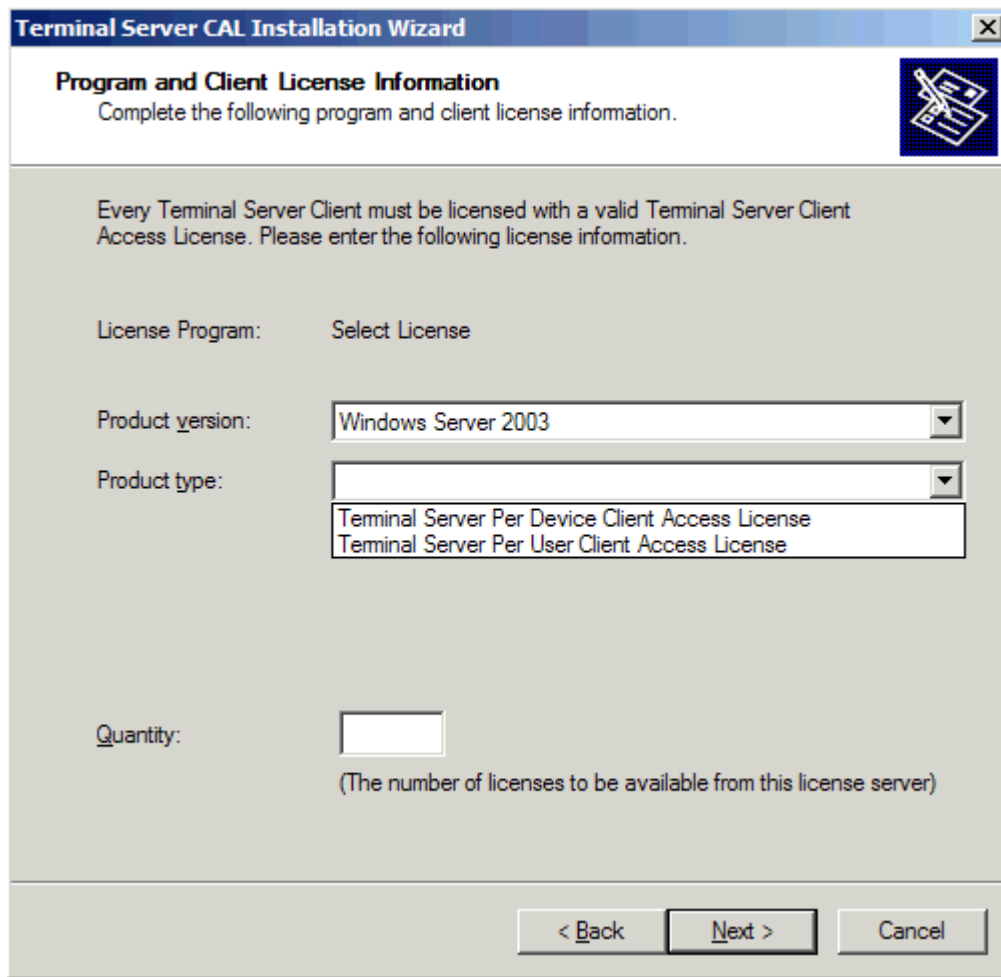 Terminal Server CAL Installation Wizard
Program and Client License Information
Complete the following program and client license information.
Every Terminal Server Client must be licensed with a valid Terminal Server Client
Access License. Please enter the following license information.
License Program: Select License
Product version: Windows Server 2003
Product type:
Terminal Server Per Device Client Access License
Terminal Server Per User Client Access License
Quantity:
(The number of licenses to be available from this license server)
< Back Next > Cancel